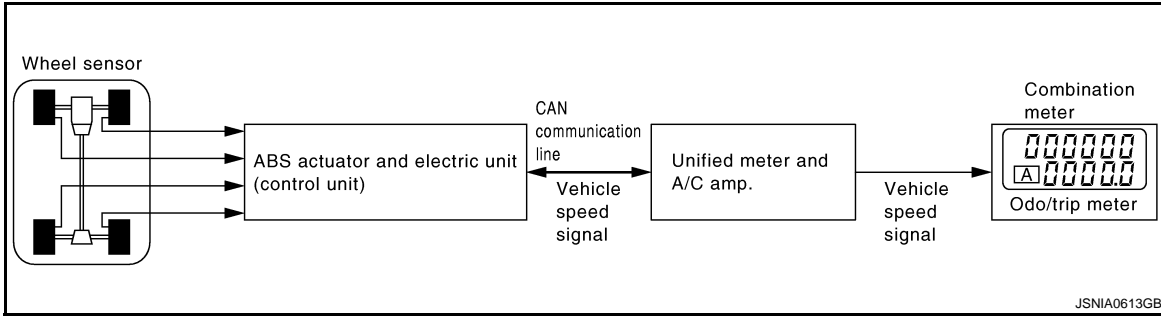 Wheel sensor
ABS actuator and electric unit
(control unit)
CAN
communication
line
Vehicle
speed
signal
Unified meter and
A/C amp.
Vehicle
speed
signal
Combination
meter
000000
A 0000.0
Odo/trip meter
JSNIA0613GB